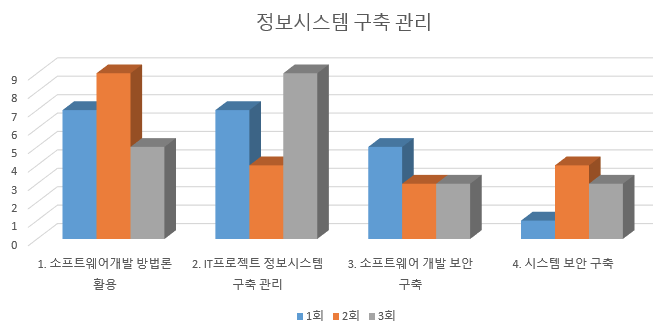 정보시스템 구축 관리
9
8
7
6
5
4
3
2
1
0
1. 소프트웨어개발 방법론
활용
2. IT프로젝트 정보시스템
구축 관리
3. 소프트웨어 개발 보안
구축
4. 시스템 보안 구축
1회 2회 3회